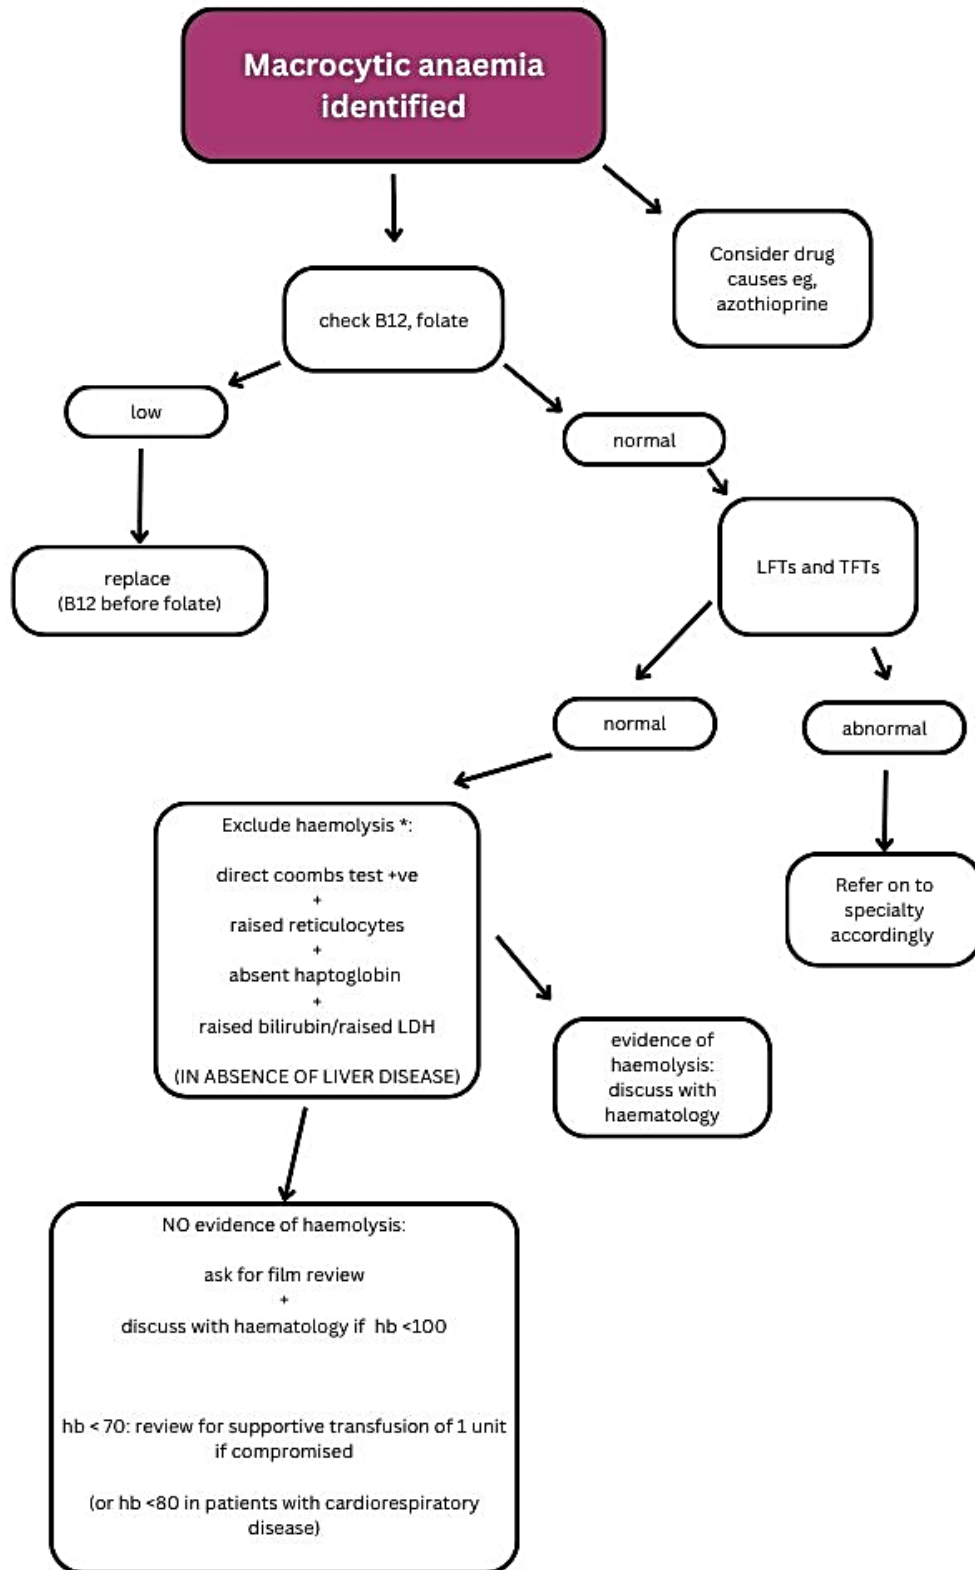 Macrocytic anaemia
identified
Consider drug
causes eg,
azothioprine
check B12, folate
low
normal
replace
(B12 before folate)
LFTs and TFTs
normal
abnormal
Exclude haemolysis *:
direct coombs test +ve
+
raised reticulocytes
+
absent haptoglobin
+
raised bilirubin/raised LDH
(IN ABSENCE OF LIVER DISEASE)
Refer on to
specialty
accordingly
evidence of
haemolysis:
discuss with
haematology
NO evidence of haemolysis:
ask for film review
+
discuss with haematology if hb <100
hb < 70: review for supportive transfusion of 1 unit
if compromised
(or hb <80 in patients with cardiorespiratory
disease)